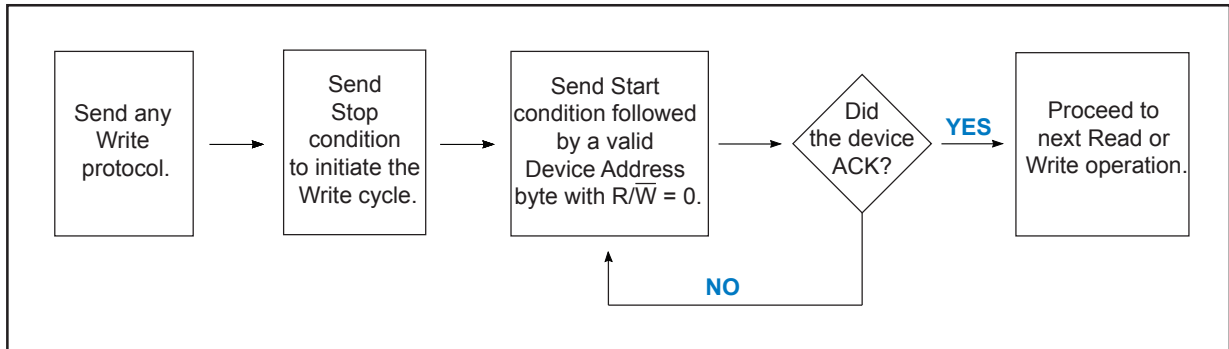 Send any
Write
protocol.
Send
Stop
condition
to initiate the
Write cycle.
Send Start
condition followed
by a valid
Device Address
byte with R/W̅ = 0.
Did
the device
ACK?
YES
NO
Proceed to
next Read or
Write operation.